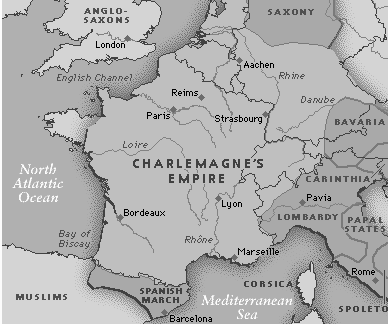 ANGLO-
SAXONS
SAXONY
London
Aachen
English Channel
Rhine
Reims
Paris
Danube
Strasbourg
BAVARIA
Loire
CHARLEMAGNE'S
EMPIRE
North
Atlantic
Ocean
CARINTHIA
Lyon
Pavia
Bordeaux
LOMBARDY
PAPAL
STATES
Bay of
Biscay
Rhône
Marseille
Rome
MUSLIMS
SPANISH
MARCH
CORSICA
Mediterranean
Sea
SPOLETO
Barcelona